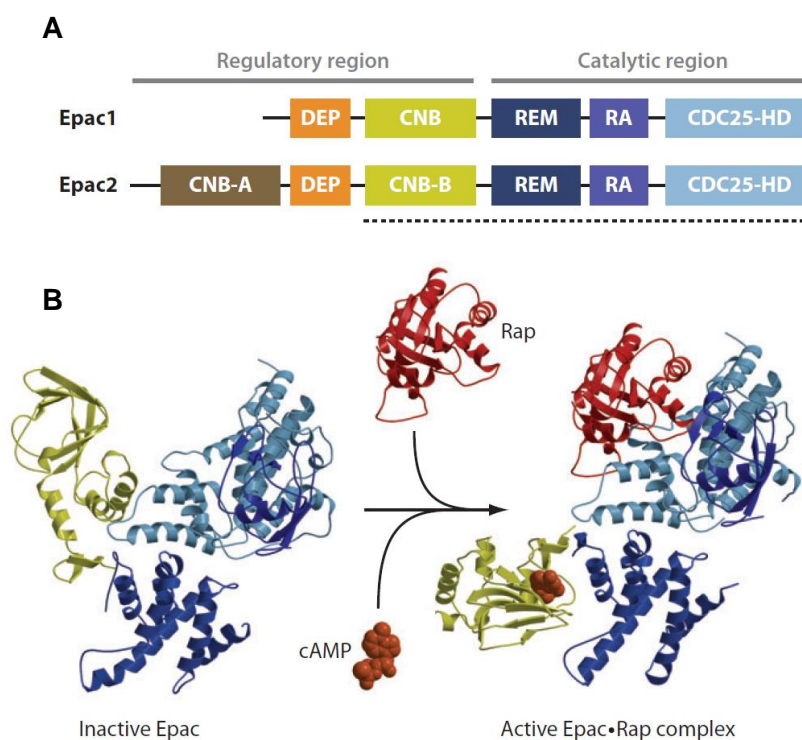 A
Regulatory region Catalytic region
Epac1 DEP CNB REM RA CDC25-HD
Epac2 CNB-A DEP CNB-B REM RA CDC25-HD
B
Rap
cAMP
Inactive Epac Active Epac•Rap complex